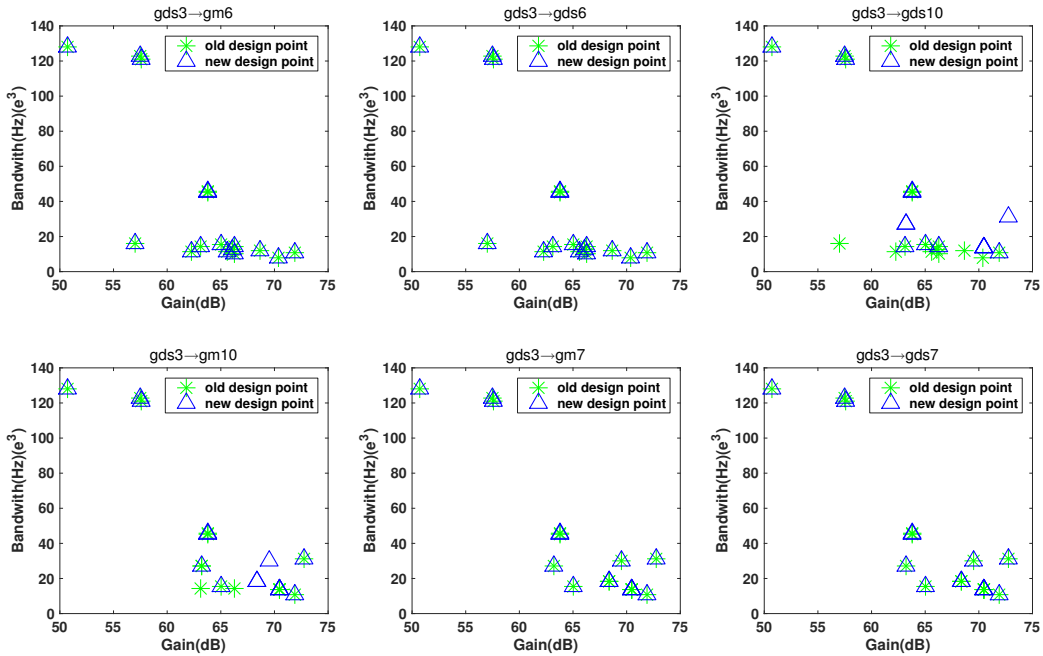 gds3→gm6
140
120
100
80
60
40
20
0
Bandwith(Hz)(e³)
old design point
new design point
50 55 60 65 70 75
Gain(dB)
gds3→gds6
140
120
100
80
60
40
20
0
Bandwith(Hz)(e³)
old design point
new design point
50 55 60 65 70 75
Gain(dB)
gds3→gds10
140
120
100
80
60
40
20
0
Bandwith(Hz)(e³)
old design point
new design point
50 55 60 65 70 75
Gain(dB)
gds3→gm10
140
120
100
80
60
40
20
0
Bandwith(Hz)(e³)
old design point
new design point
50 55 60 65 70 75
Gain(dB)
gds3→gm7
140
120
100
80
60
40
20
0
Bandwith(Hz)(e³)
old design point
new design point
50 55 60 65 70 75
Gain(dB)
gds3→gds7
140
120
100
80
60
40
20
0
Bandwith(Hz)(e³)
old design point
new design point
50 55 60 65 70 75
Gain(dB)